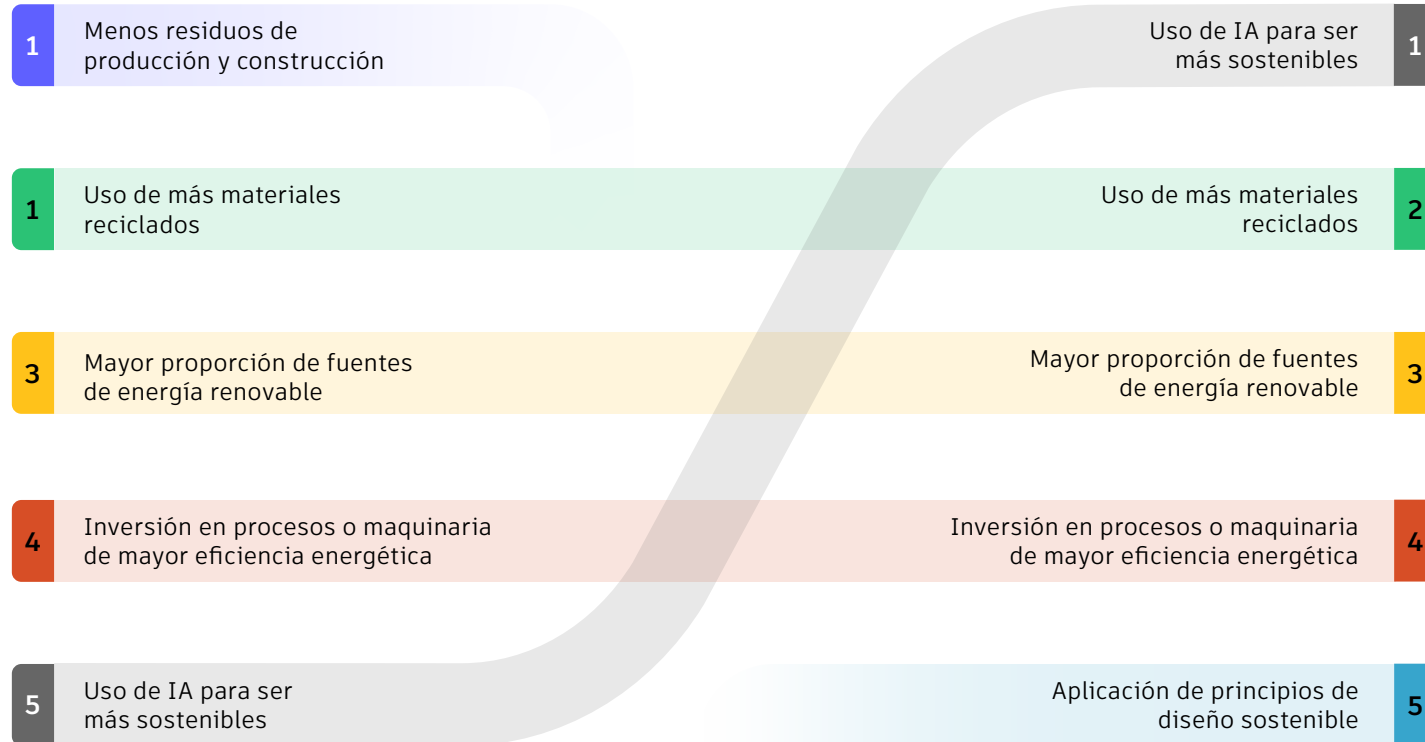 1
Menos residuos de
producción y construcción
Uso de IA para ser
más sostenibles
1
1
Uso de más materiales
reciclados
Uso de más materiales
reciclados
2
3
Mayor proporción de fuentes
de energía renovable
Mayor proporción de fuentes
de energía renovable
3
4
Inversión en procesos o maquinaria
de mayor eficiencia energética
Inversión en procesos o maquinaria
de mayor eficiencia energética
4
5
Uso de IA para ser
más sostenibles
Aplicación de principios de
diseño sostenible
5